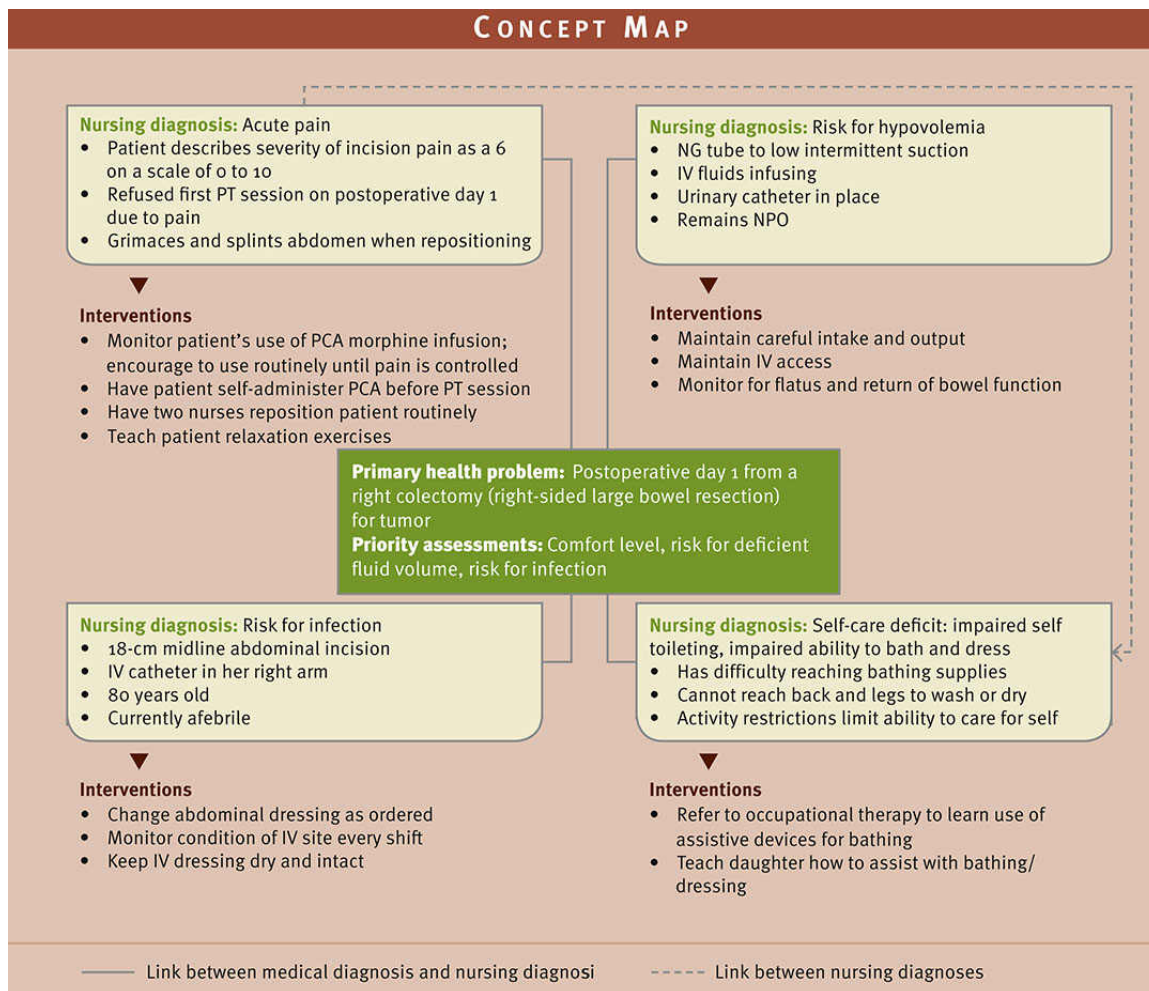 CONCEPT MAP
Nursing diagnosis: Acute pain
• Patient describes severity of incision pain as a 6
on a scale of 0 to 10
• Refused first PT session on postoperative day 1
due to pain
• Grimaces and splints abdomen when repositioning
Interventions
• Monitor patient's use of PCA morphine infusion;
encourage to use routinely until pain is controlled
• Have patient self-administer PCA before PT session
• Have two nurses reposition patient routinely
• Teach patient relaxation exercises
Nursing diagnosis: Risk for hypovolemia
• NG tube to low intermittent suction
• IV fluids infusing
• Urinary catheter in place
• Remains NPO
Interventions
• Maintain careful intake and output
• Maintain IV access
• Monitor for flatus and return of bowel function
Primary health problem: Postoperative day 1 from a
right colectomy (right-sided large bowel resection)
for tumor
Priority assessments: Comfort level, risk for deficient
fluid volume, risk for infection
Nursing diagnosis: Risk for infection
• 18-cm midline abdominal incision
• IV catheter in her right arm
• 80 years old
• Currently afebrile
Interventions
• Change abdominal dressing as ordered
• Monitor condition of IV site every shift
• Keep IV dressing dry and intact
Nursing diagnosis: Self-care deficit: impaired self
toileting, impaired ability to bath and dress
• Has difficulty reaching bathing supplies
• Cannot reach back and legs to wash or dry
• Activity restrictions limit ability to care for self
Interventions
• Refer to occupational therapy to learn use of
assistive devices for bathing
• Teach daughter how to assist with bathing/
dressing
Link between medical diagnosis and nursing diagnosi
Link between nursing diagnoses